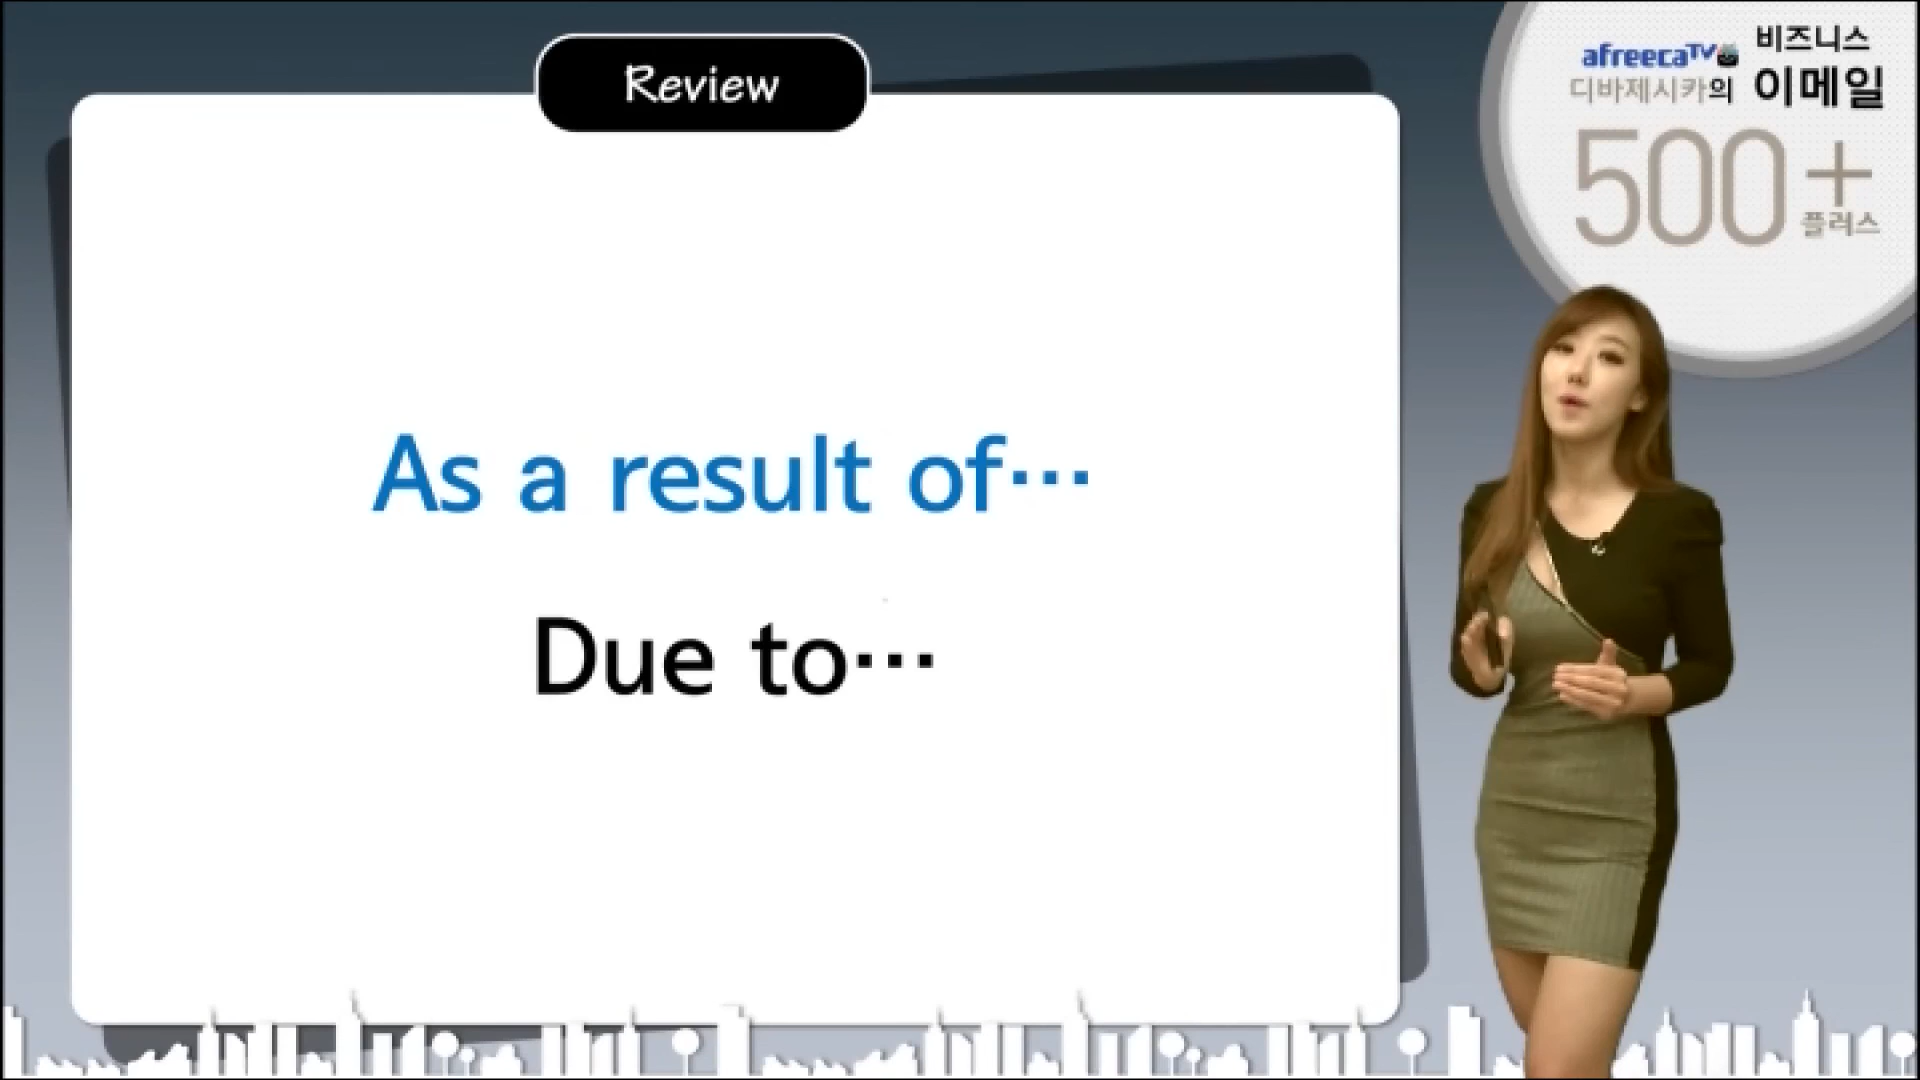 Review
As a result of…
Due to…
afreecaTV
디바제시카의
비즈니스
이메일
500+
플러스